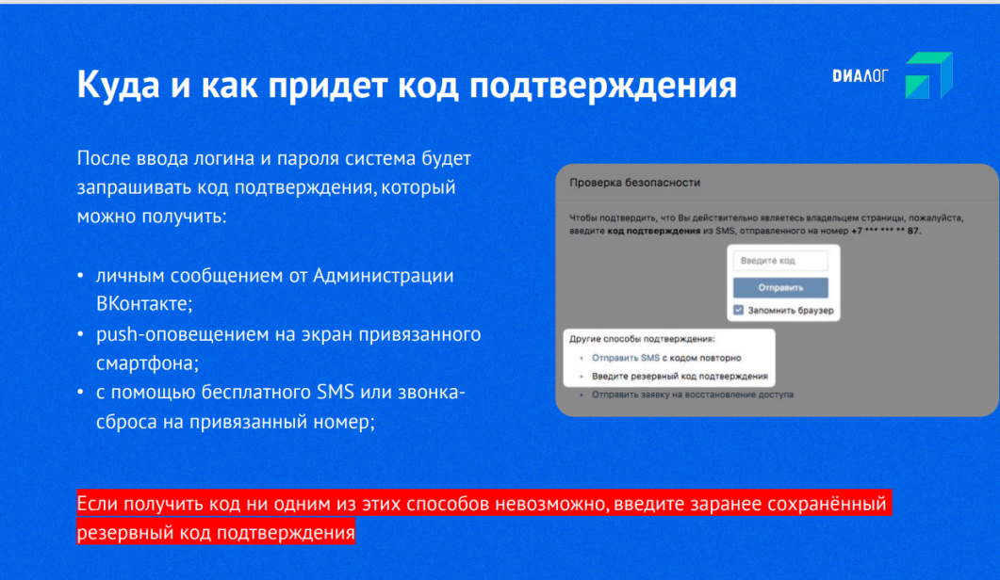 Куда и как придет код подтверждения
DИΑΛΟΓ
После ввода логина и пароля система будет
запрашивать код подтверждения, который
можно получить:
• личным сообщением от Администрации
ВКонтакте;
• push-оповещением на экран привязанного
смартфона;
• с помощью бесплатного SMS или звонка-
сброса на привязанный номер;
Проверка безопасности
Чтобы подтвердить, что Вы действительно являетесь владельцем страницы, пожалуйста,
введите код подтверждения из SMS, отправленного на номер +7 *** *** ** 87.
Введите код
Отправить
Запомнить браузер
Другие способы подтверждения:
• Отправить SMS с кодом повторно
• Введите резервный код подтверждения
• Отправить заявку на восстановление доступа
Если получить код ни одним из этих способов невозможно, введите заранее сохранённый
резервный код подтверждения